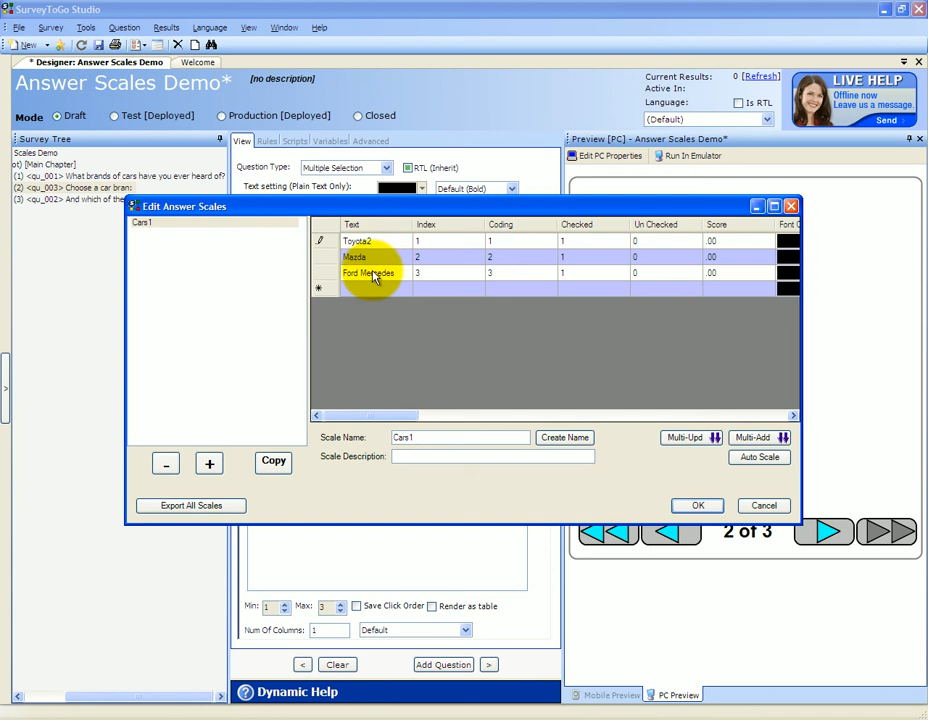 SurveyToGo Studio
File Survey Tools Question Results Language View Window Help
New
* Designer: Answer Scales Demo Welcome
Answer Scales Demo* [no description]
Current Results: 0 [Refresh]
Active In:
Language: Is RTL
(Default)
LIVE HELP
Offline now
Leave us a message.
Send
Mode Draft Test [Deployed] Production [Deployed] Closed
Survey Tree
Scales Demo
ot) [Main Chapter]
(1) <qu_001> What brands of cars have you ever heard of?
(2) <qu_003> Choose a car bran:
(3) <qu_002> And which of the
View Rules Scripts Variables Advanced
Question Type: Multiple Selection RTL (Inherit)
Text setting (Plain Text Only): Default (Bold)
Preview [PC] - Answer Scales Demo*
Edit PC Properties Run In Emulator
Edit Answer Scales
Cars1
Text Index Coding Checked Un Checked Score Font C
Toyota2 1 1 1 0 .00
Mazda 2 2 1 0 .00
Ford Mercedes 3 3 1 0 .00
Scale Name: Cars1 Create Name Multi-Upd Multi-Add
Scale Description: Auto Scale
- + Copy
Export All Scales OK Cancel
2 of 3
Min: 1 Max: 3 Save Click Order Render as table
Num Of Columns: 1 Default
< Clear Add Question >
Dynamic Help
Mobile Preview PC Preview